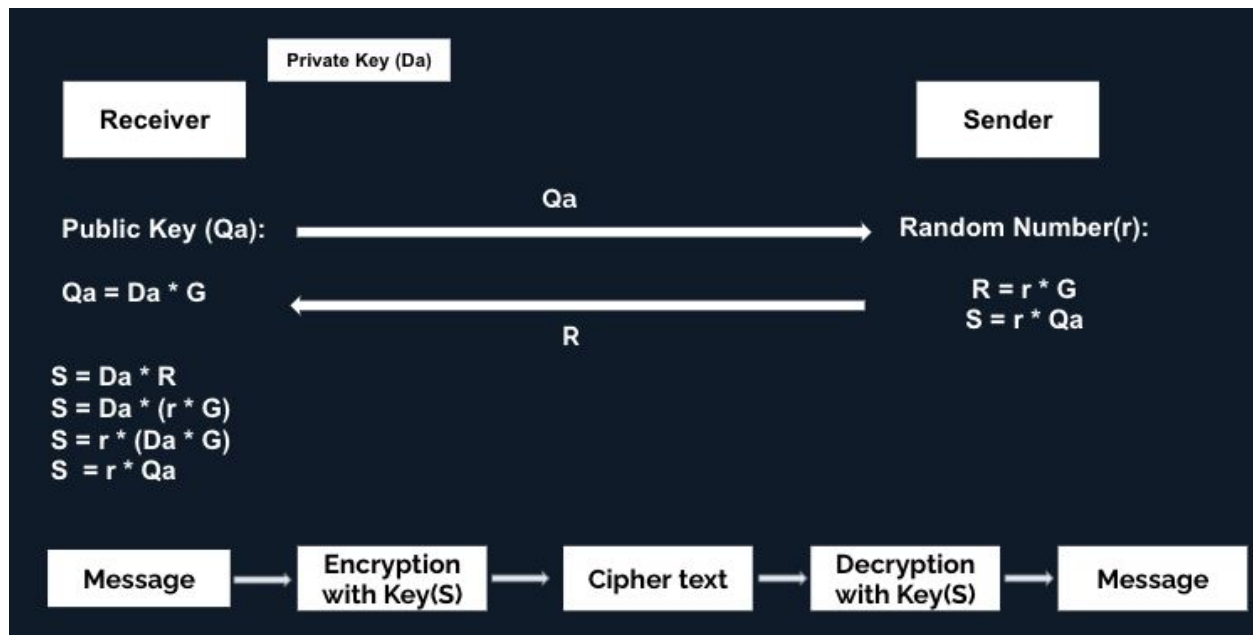 Private Key (Da)
Receiver
Sender
Qa
Public Key (Qa):
Random Number(r):
Qa = Da * G
R = r * G
S = r * Qa
R
S = Da * R
S = Da * (r * G)
S = r * (Da * G)
S = r * Qa
Message
Encryption
with Key(S)
Cipher text
Decryption
with Key(S)
Message